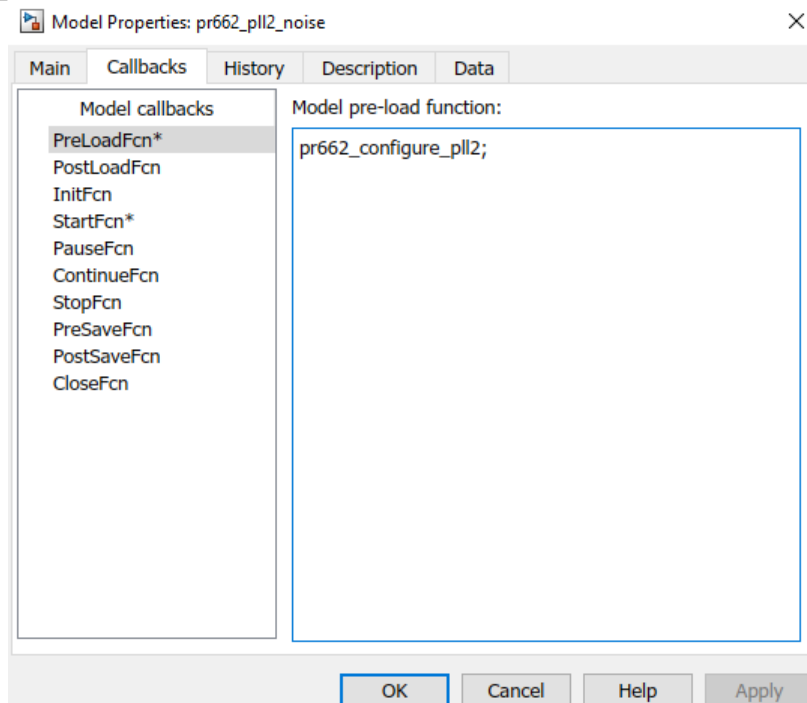 Model Properties: pr662_pll2_noise
Main Callbacks History Description Data
Model callbacks
PreLoadFcn*
PostLoadFcn
InitFcn
StartFcn*
PauseFcn
ContinueFcn
StopFcn
PreSaveFcn
PostSaveFcn
CloseFcn
Model pre-load function:
pr662_configure_pll2;
OK Cancel Help Apply